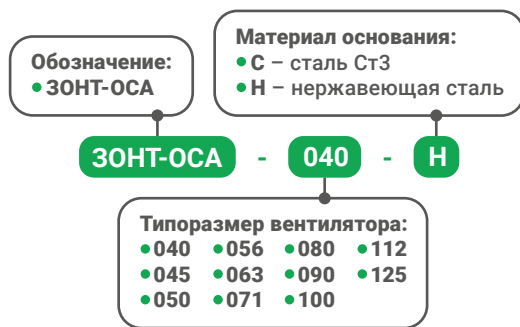 Обозначение:
• ЗОНТ-ОСА
Материал основания:
• С – сталь Ст3
• Н – нержавеющая сталь
ЗОНТ-ОСА - 040 - Н
Типоразмер вентилятора:
• 040 • 056 • 080 • 112
• 045 • 063 • 090 • 125
• 050 • 071 • 100